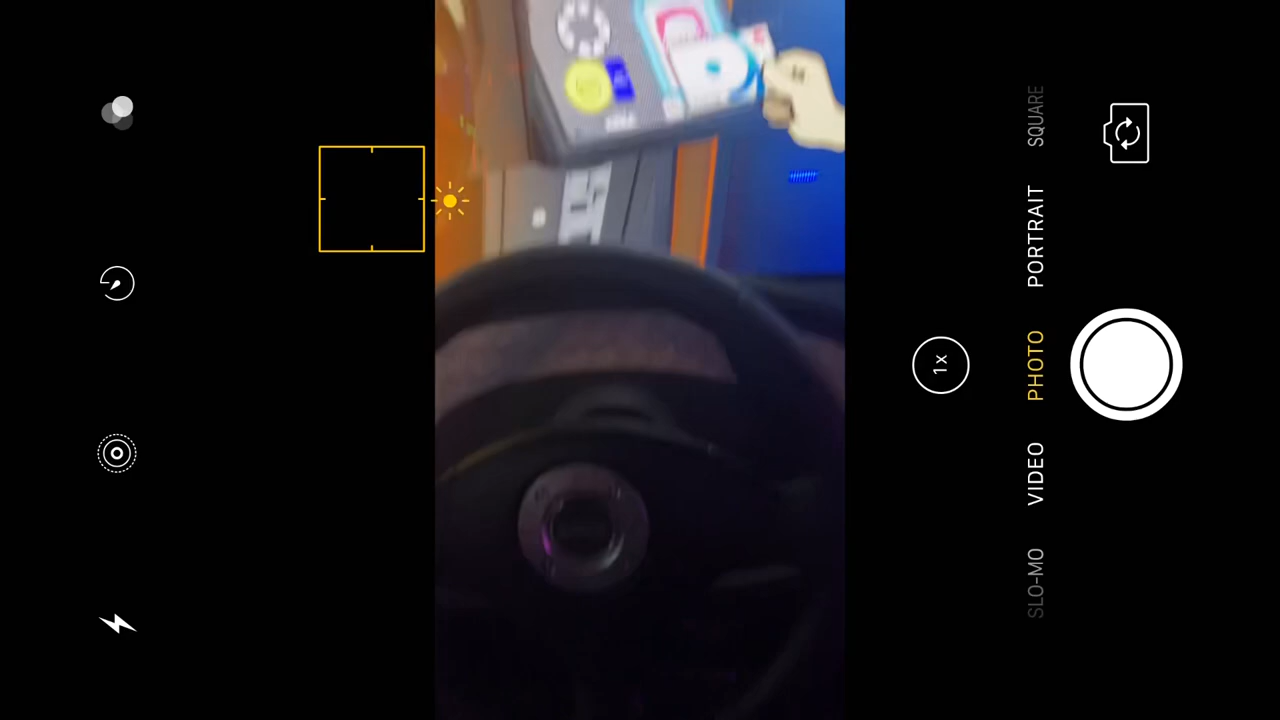 SQUARE
PORTRAIT
PHOTO
VIDEO
SLO-MO
1x